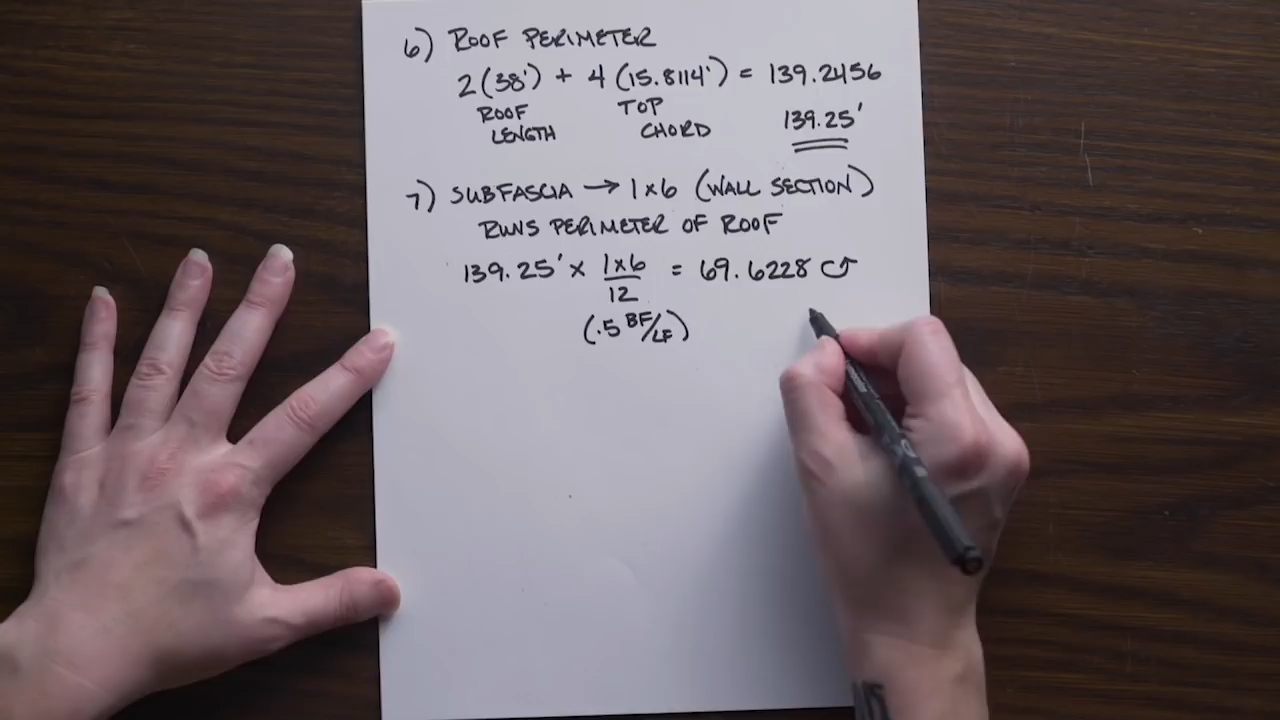 6) ROOF PERIMETER
2(38') + 4(15.8114') = 139.2456
ROOF LENGTH
TOP CHORD
139.25'
7) SUBFASCIA → 1x6 (WALL SECTION)
RUNS PERIMETER OF ROOF
139.25' x 1x6/12 = 69.6228
(.5 BF/LF)